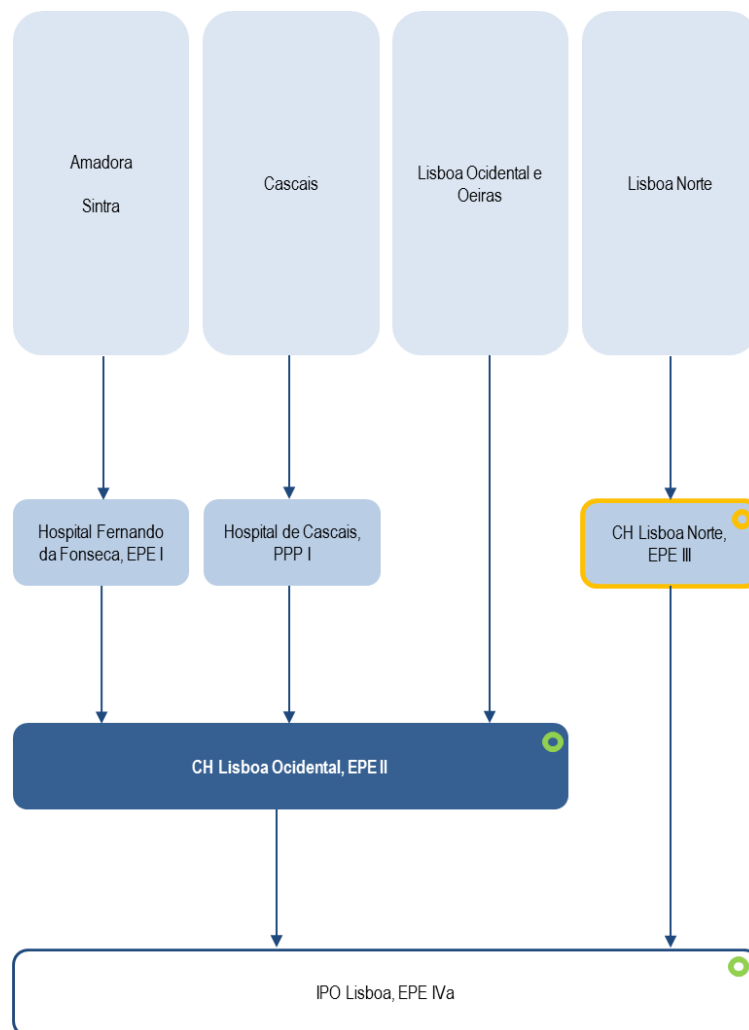 Amadora
Sintra
Cascais
Lisboa Ocidental e
Oeiras
Lisboa Norte
Hospital Fernando
da Fonseca, EPE I
Hospital de Cascais,
PPP I
CH Lisboa Norte,
EPE III
CH Lisboa Ocidental, EPE II
IPO Lisboa, EPE IVa